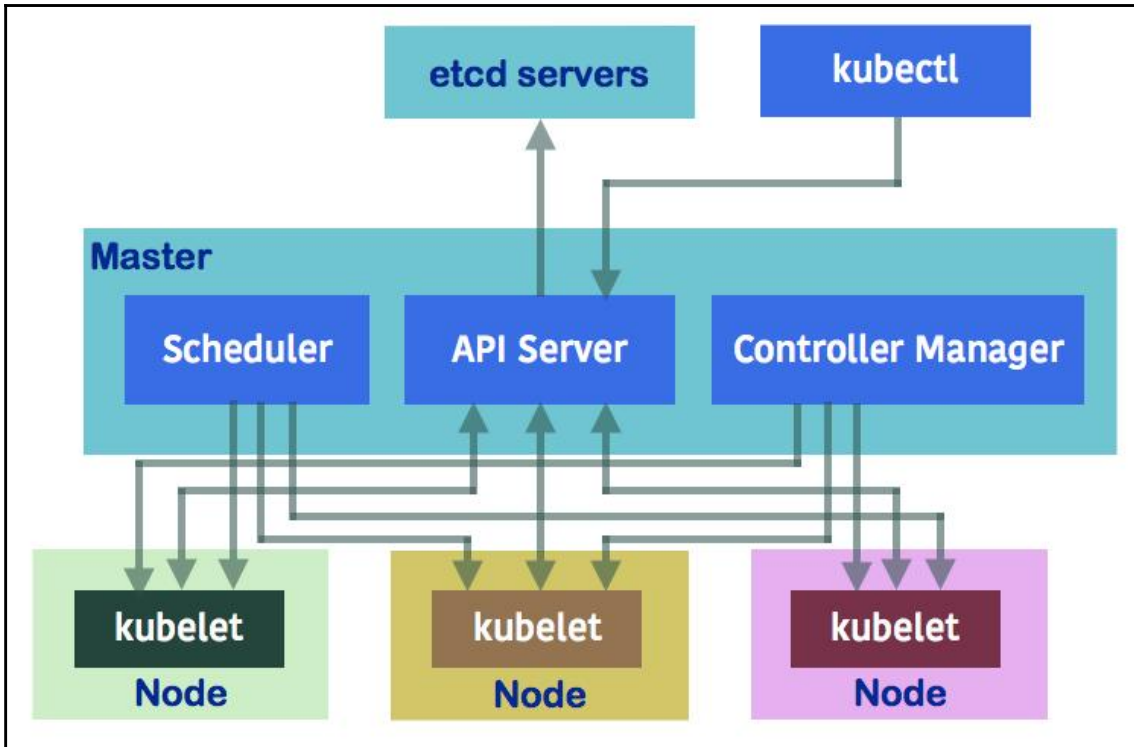 etcd servers
kubectl
Master
Scheduler
API Server
Controller Manager
kubelet
kubelet
kubelet
Node
Node
Node